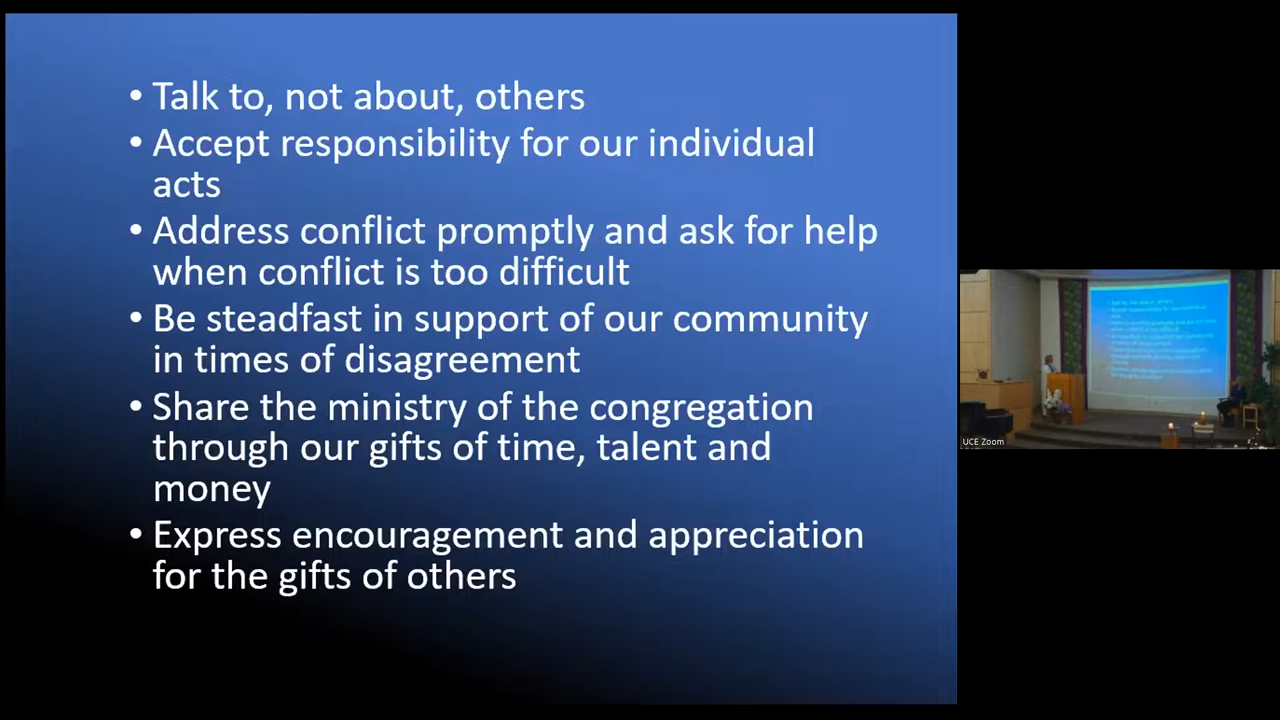 • Talk to, not about, others
• Accept responsibility for our individual
acts
• Address conflict promptly and ask for help
when conflict is too difficult
• Be steadfast in support of our community
in times of disagreement
• Share the ministry of the congregation
through our gifts of time, talent and
money
• Express encouragement and appreciation
for the gifts of others
UCE Zoom